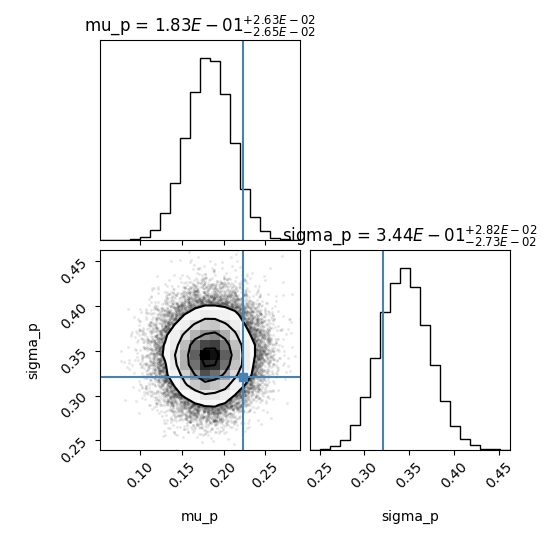 mu_p = 1.83E − 01+2.63E − 02 −2.65E − 02
sigma_p = 3.44E − 01+2.82E − 02 −2.73E − 02
0.45
0.40
0.35
0.30
0.25
sigma_p
0.10 0.15 0.20 0.25
0.25 0.30 0.35 0.40 0.45
mu_p
sigma_p